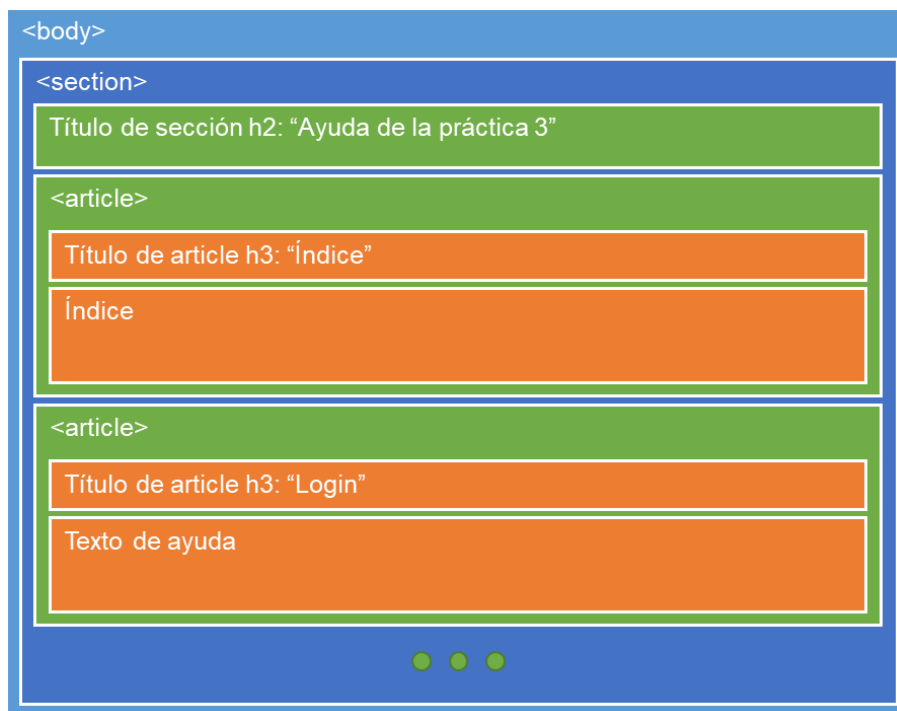 <body>
<section>
Título de sección h2: “Ayuda de la práctica 3”
<article>
Título de article h3: “Índice”
Índice
<article>
Título de article h3: “Login”
Texto de ayuda